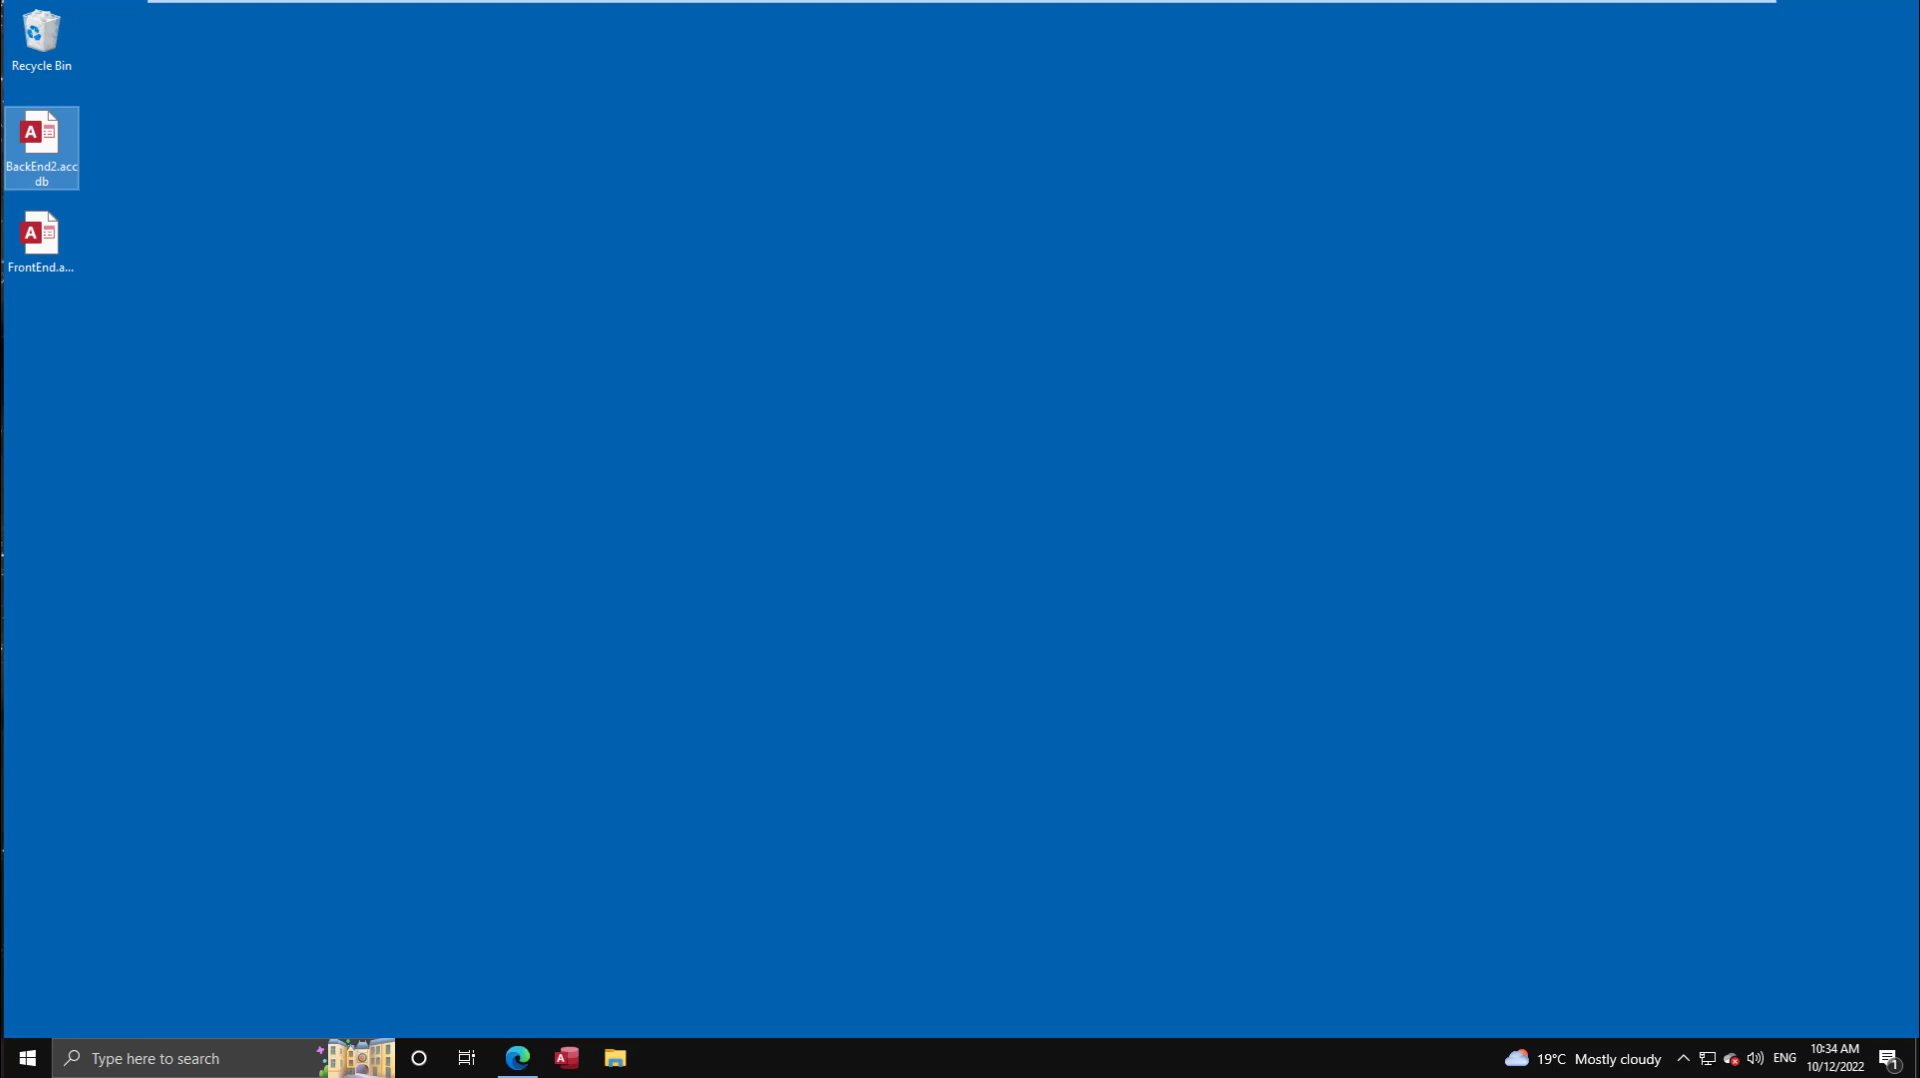 Recycle Bin
A
BackEnd2.acc
db
A
FrontEnd.a...
Type here to search
A
19°C Mostly cloudy
ENG
10:34 AM
10/12/2022
1